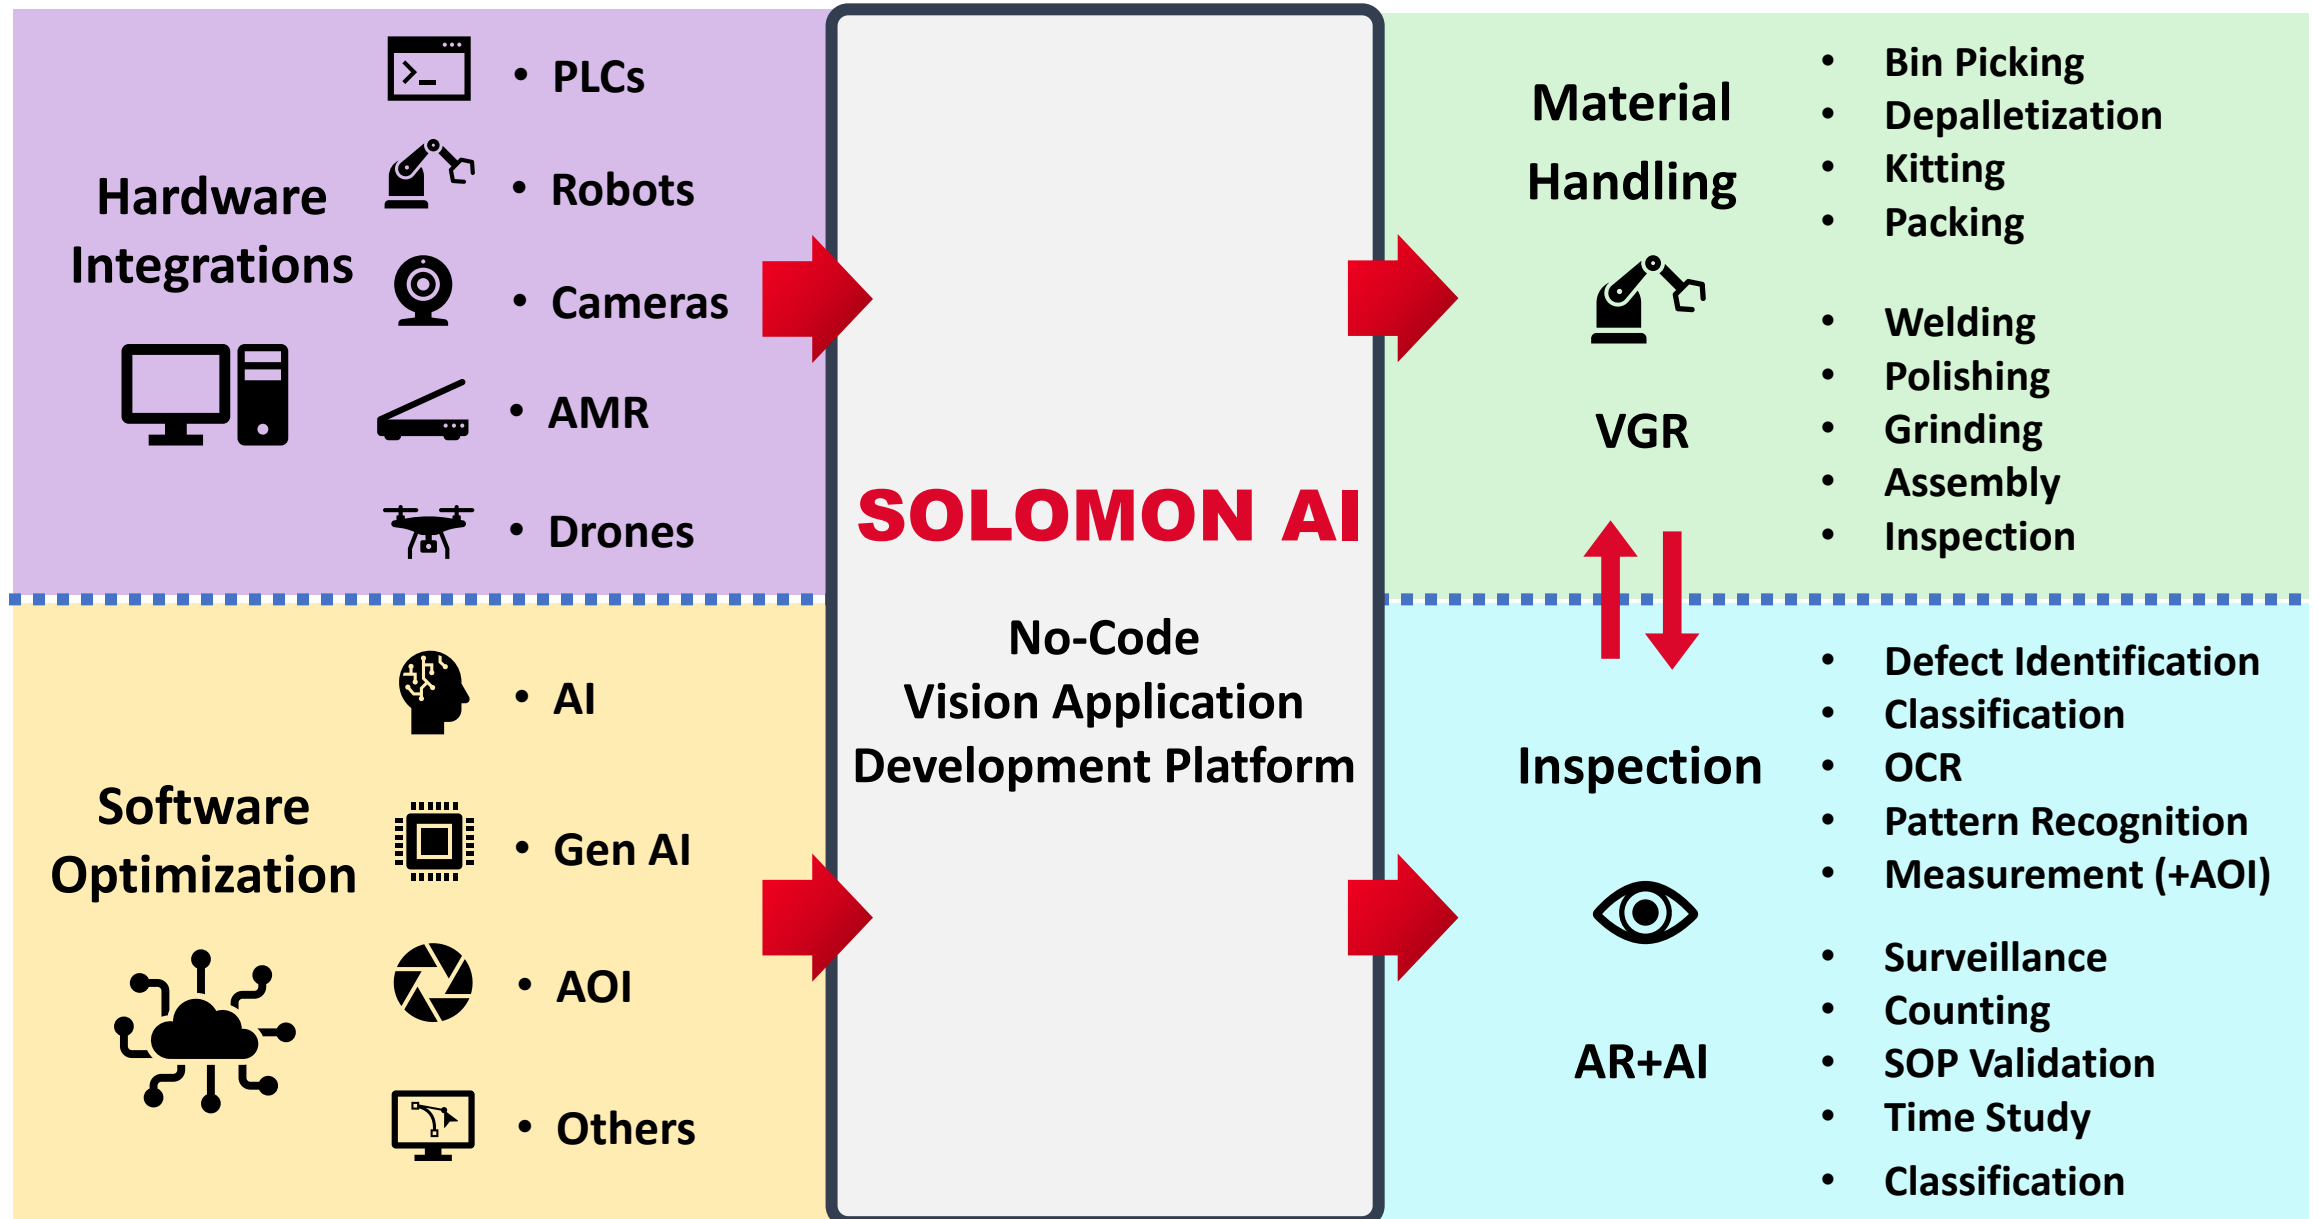 Hardware
Integrations
• PLCs
• Robots
• Cameras
• AMR
• Drones
Software
Optimization
• AI
• Gen AI
• AOI
• Others
SOLOMON AI
No-Code
Vision Application
Development Platform
Material
Handling
• Bin Picking
• Depalletization
• Kitting
• Packing
VGR
• Welding
• Polishing
• Grinding
• Assembly
• Inspection
Inspection
• Defect Identification
• Classification
• OCR
• Pattern Recognition
• Measurement (+AOI)
AR+AI
• Surveillance
• Counting
• SOP Validation
• Time Study
• Classification